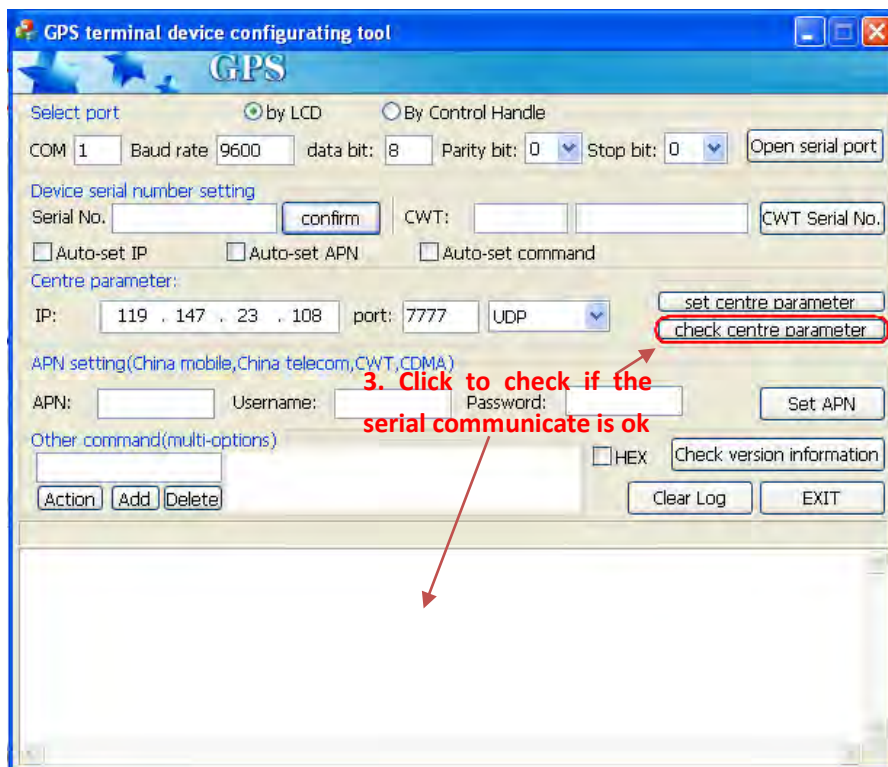 GPS terminal device configurating tool
GPS
Select port by LCD By Control Handle
COM 1 Baud rate 9600 data bit: 8 Parity bit: 0 Stop bit: 0 Open serial port
Device serial number setting
Serial No. confirm CWT: CWT Serial No.
Auto-set IP Auto-set APN Auto-set command
Centre parameter:
IP: 119 . 147 . 23 . 108 port: 7777 UDP set centre parameter
check centre parameter
APN setting(China mobile,China telecom,CWT,CDMA)
3. Click to check if the
serial communicate is ok
APN: Username: Password: Set APN
Other command(multi-options)
HEX Check version information
Action Add Delete Clear Log EXIT